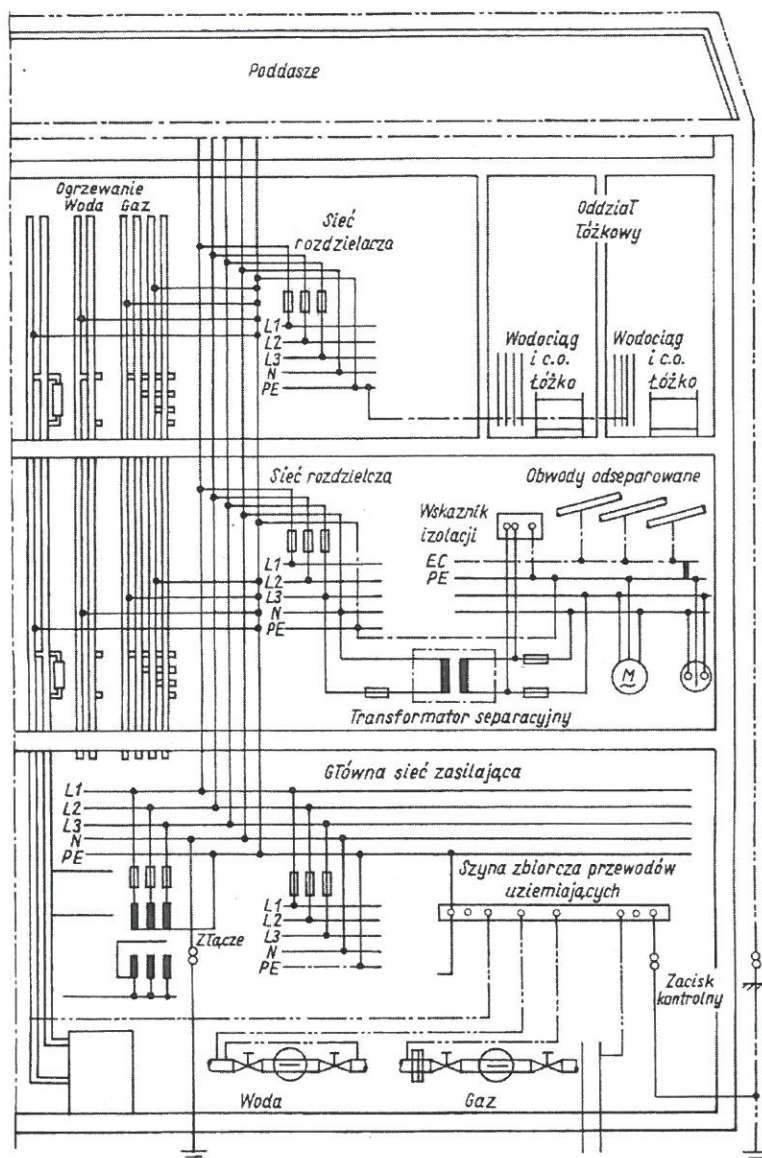 Poddasze
Ogrzewanie
Woda Gaz
Sieć
rozdzielacza
Oddział
łóżkowy
L1
L2
L3
N
PE
Wodociąg
i c.o.
Łóżko
Wodociąg
i c.o.
Łóżko
Sieć rozdzielcza
Obwody odseparowane
Wskaznik
izolacji
EC
PE
L1
L2
L3
N
PE
M
Transformator separacyjny
Główna sieć zasilająca
L1
L2
L3
N
PE
Szyna zbiorcza przewodów
uziemiających
L1
L2
L3
N
PE
Złącze
Zacisk
kontrolny
Woda
Gaz